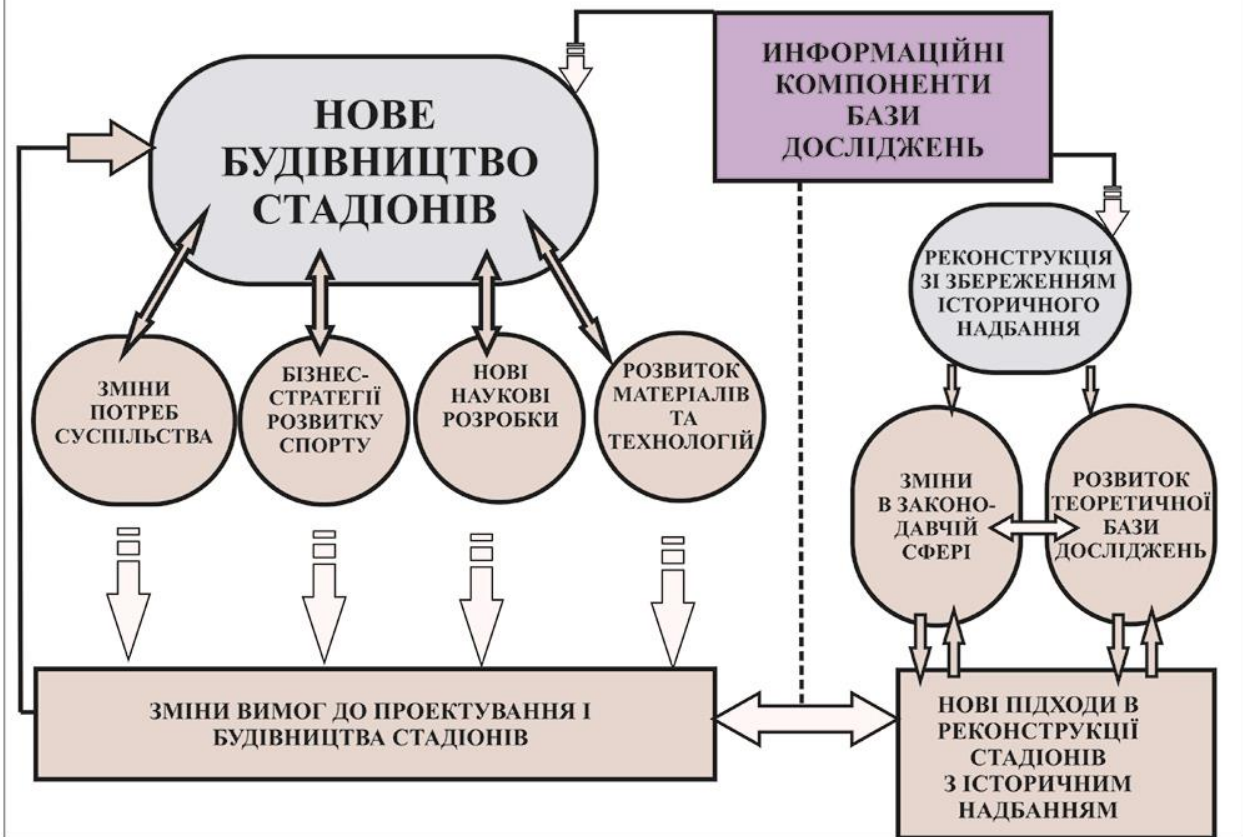 ИНФОРМАЦІЙНІ
КОМПОНЕНТИ
БАЗИ
ДОСЛІДЖЕНЬ
НОВЕ
БУДІВНИЦТВО
СТАДІОНІВ
РЕКОНСТРУКЦІЯ
ЗІ ЗБЕРЕЖЕННЯМ
ІСТОРИЧНОГО
НАДБАННЯ
ЗМІНИ
ПОТРЕБ
СУСПІЛЬСТВА
БІЗНЕС-
СТРАТЕГІЇ
РОЗВИТКУ
СПОРТУ
НОВІ
НАУКОВІ
РОЗРОБКИ
РОЗВИТОК
МАТЕРІАЛІВ
ТА
ТЕХНОЛОГІЙ
ЗМІНИ
В ЗАКОНО-
ДАВЧІЙ
СФЕРІ
РОЗВИТОК
ТЕОРЕТИЧНОЇ
БАЗИ
ДОСЛІДЖЕНЬ
ЗМІНИ ВИМОГ ДО ПРОЕКТУВАННЯ І
БУДІВНИЦТВА СТАДІОНІВ
НОВІ ПІДХОДИ В
РЕКОНСТРУКЦІЇ
СТАДІОНІВ
З ІСТОРИЧНИМ
НАДБАННЯМ